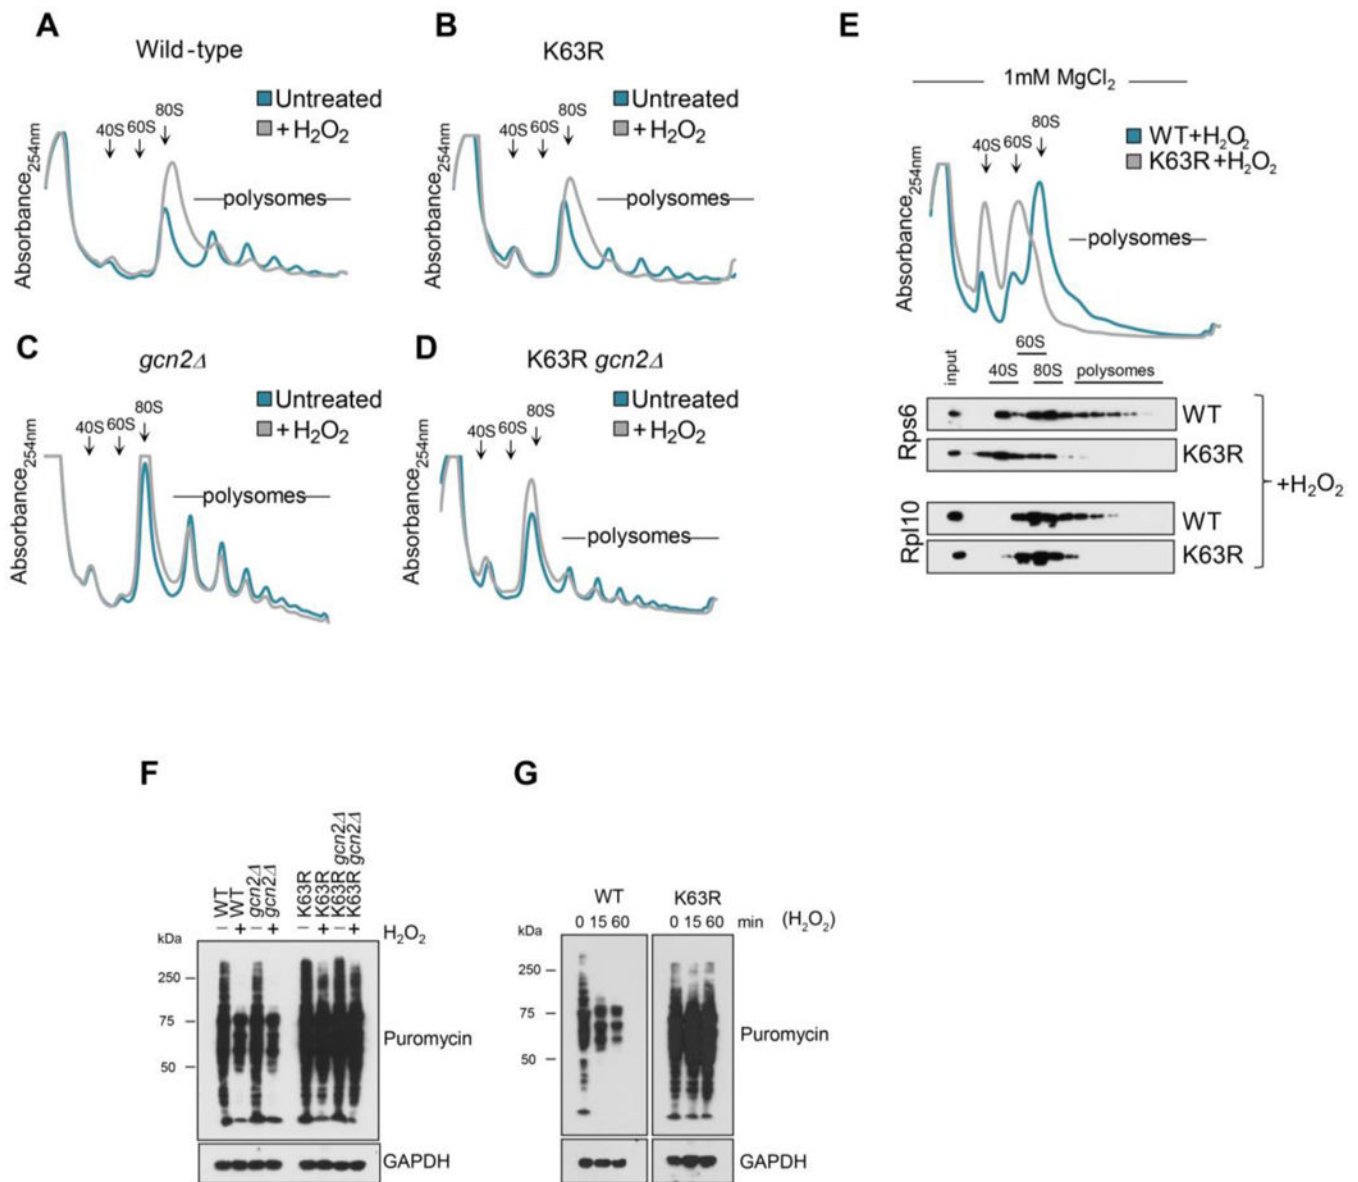 A
Wild-type
Untreated
+ H₂O₂
40S 60S 80S
polysomes
Absorbance254nm
B
K63R
Untreated
+ H₂O₂
40S 60S 80S
polysomes
Absorbance254nm
C
gcn2Δ
Untreated
+ H₂O₂
40S 60S 80S
polysomes
Absorbance254nm
D
K63R gcn2Δ
Untreated
+ H₂O₂
40S 60S 80S
polysomes
Absorbance254nm
E
1mM MgCl₂
WT+H₂O₂
K63R+H₂O₂
40S 60S 80S
polysomes
Absorbance254nm
input 40S 60S 80S polysomes
Rps6
WT
K63R
Rpl10
WT
K63R
+H₂O₂
F
WT WT gcn2Δ gcn2Δ K63R K63R K63R gcn2Δ K63R gcn2Δ
− + − + − + − + H₂O₂
kDa
250
75
50
Puromycin
GAPDH
G
WT K63R
0 15 60 0 15 60 min (H₂O₂)
kDa
250
75
50
Puromycin
GAPDH